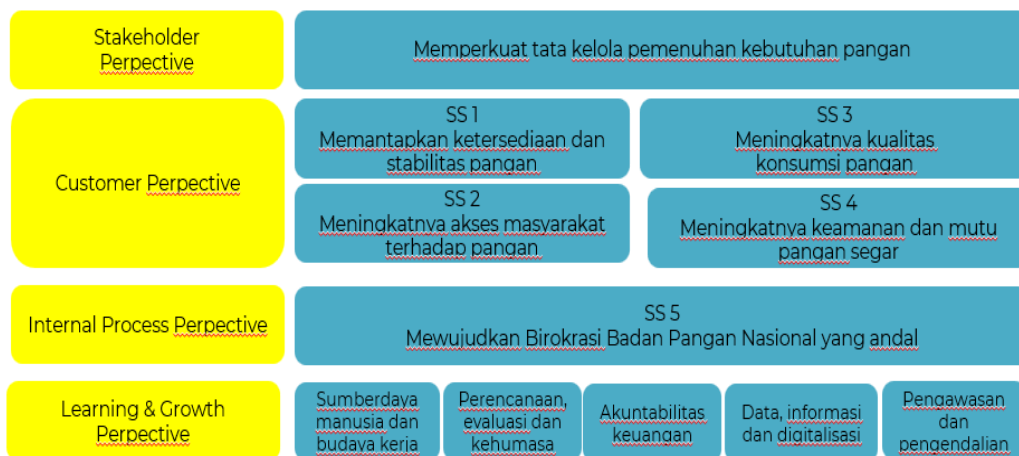 Stakeholder
Perpective
Memperkuat tata kelola pemenuhan kebutuhan pangan
Customer Perpective
SS 1
Memantapkan ketersediaan dan
stabilitas pangan
SS 3
Meningkatnya kualitas
konsumsi pangan
SS 2
Meningkatnya akses masyarakat
terhadap pangan
SS 4
Meningkatnya keamanan dan mutu
pangan segar
Internal Process Perpective
SS 5
Mewujudkan Birokrasi Badan Pangan Nasional yang andal
Learning & Growth
Perpective
Sumberdaya
manusia dan
budaya kerja
Perencanaan,
evaluasi dan
kehumasa
Akuntabilitas
keuangan
Data, informasi
dan digitalisasi
Pengawasan
dan
pengendalian